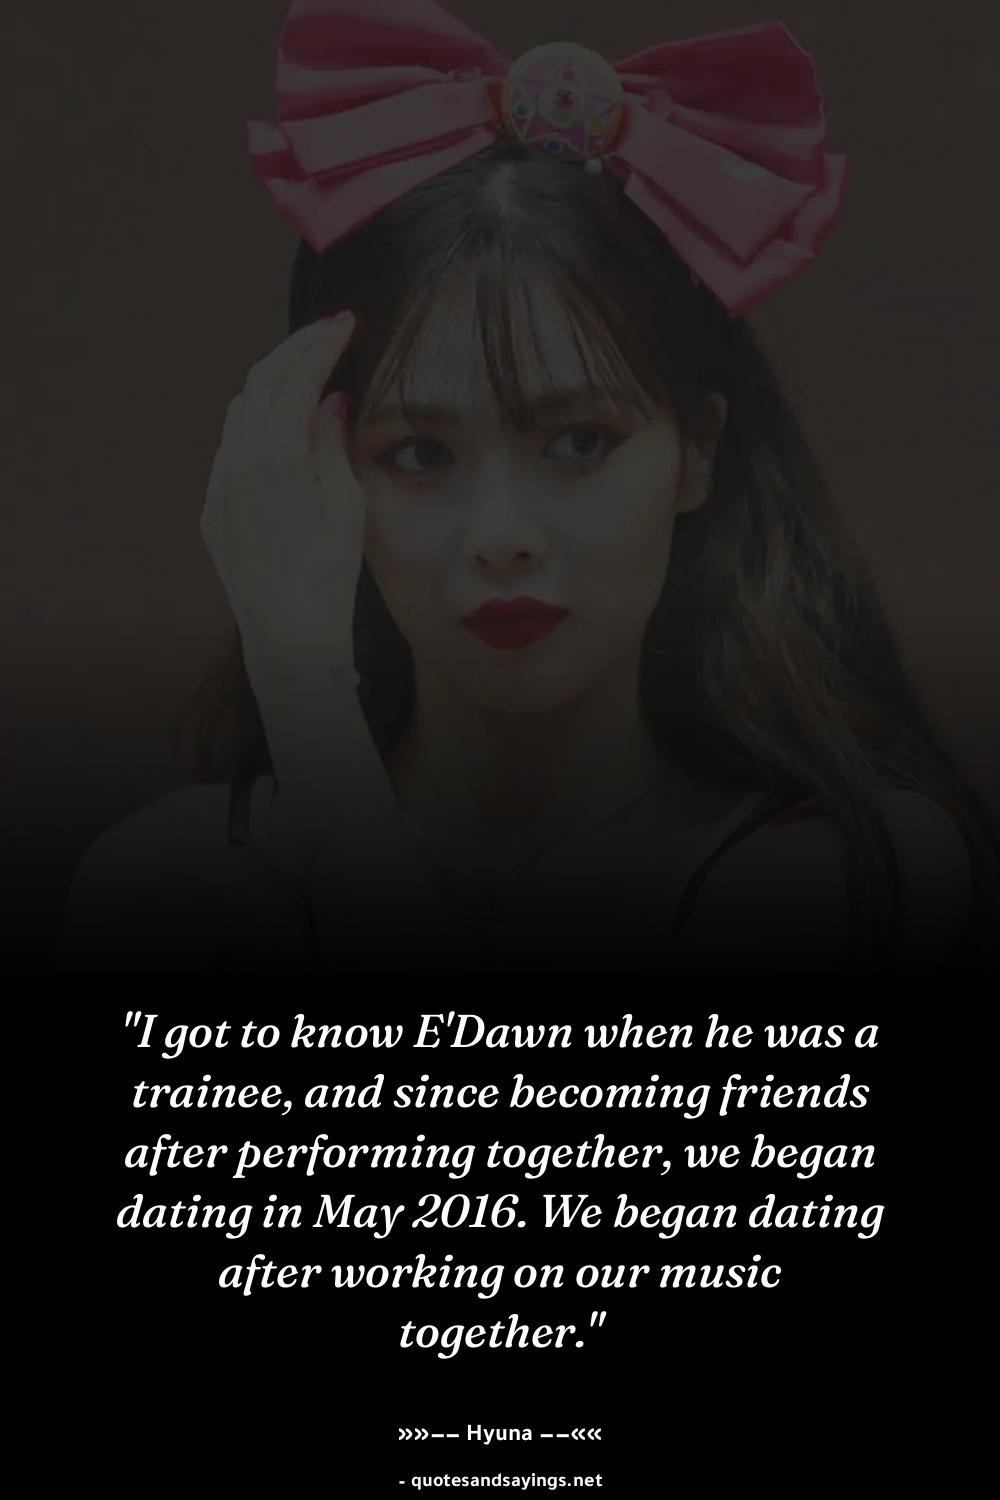 "I got to know E'Dawn when he was a
trainee, and since becoming friends
after performing together, we began
dating in May 2016. We began dating
after working on our music
together."
»»−− Hyuna −−««
- quotesandsayings.net